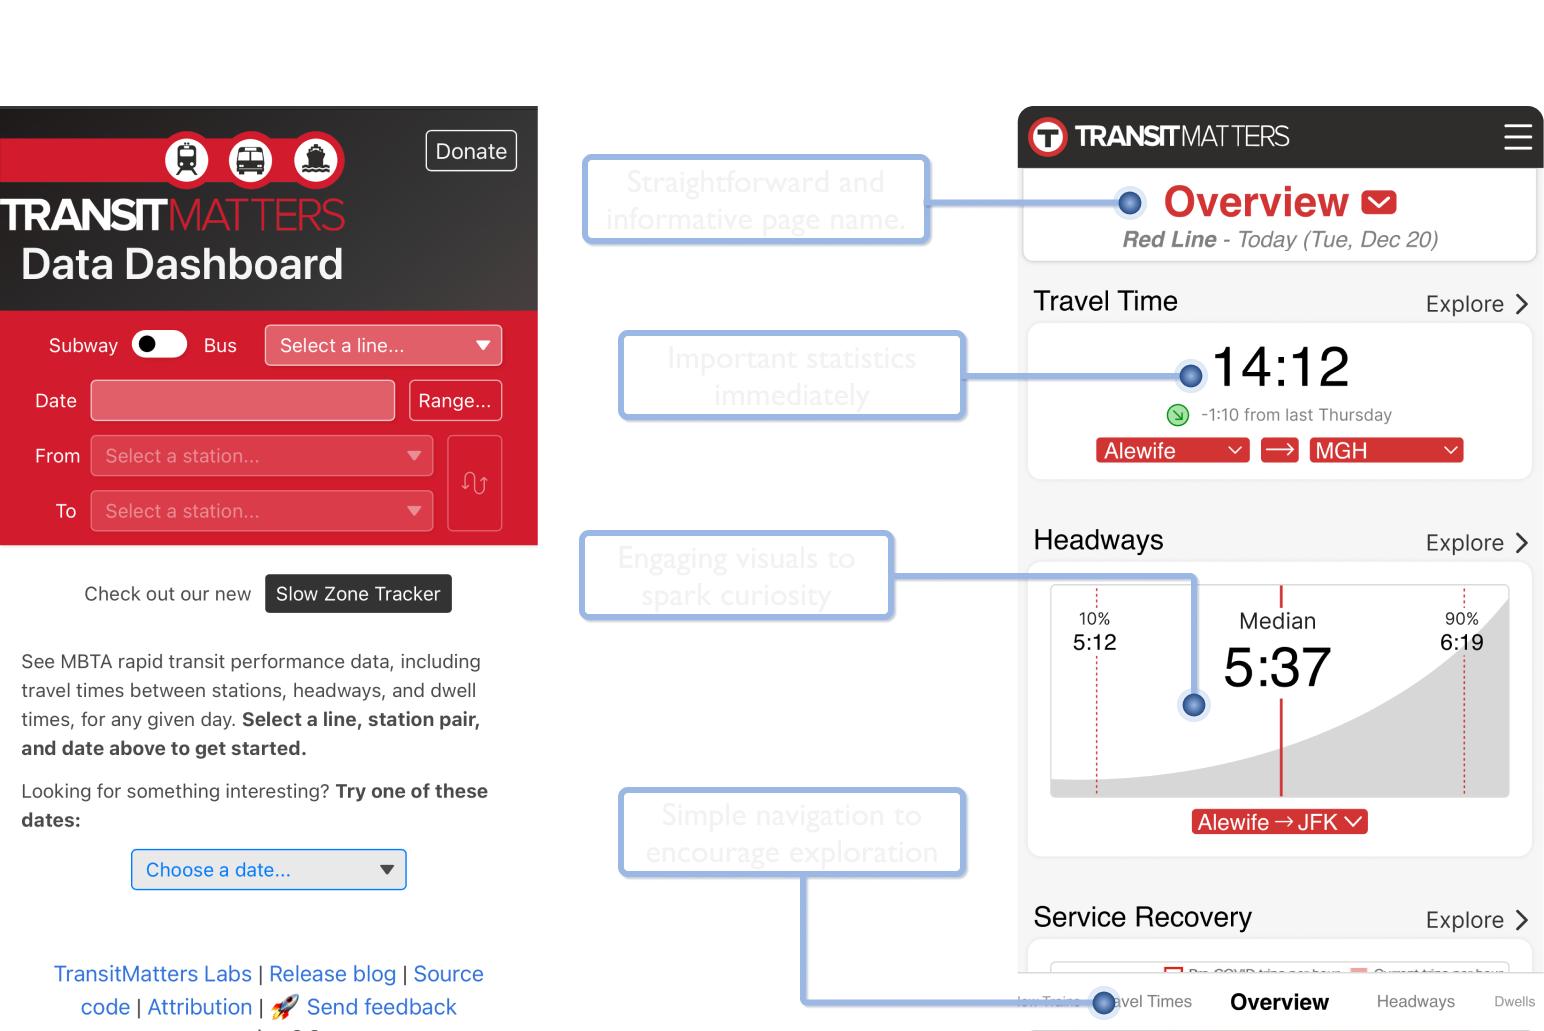 Donate
TRANSITMATTERS
Data Dashboard
Subway
Bus
Select a line...
Date
Range...
From
Select a station...
To
Select a station...
Check out our new
Slow Zone Tracker
See MBTA rapid transit performance data, including
travel times between stations, headways, and dwell
times, for any given day. Select a line, station pair,
and date above to get started.
Looking for something interesting? Try one of these
dates:
Choose a date...
TransitMatters Labs | Release blog | Source
code | Attribution | 🚀 Send feedback
Straightforward and
informative page name.
Important statistics
immediately
Engaging visuals to
spark curiosity
Simple navigation to
encourage exploration
T TRANSITMATTERS
Overview
Red Line - Today (Tue, Dec 20)
Travel Time
Explore
14:12
-1:10 from last Thursday
Alewife → MGH
Headways
Explore
10%
5:12
Median
5:37
90%
6:19
Alewife → JFK
Service Recovery
Explore
Trains
avel Times
Overview
Headways
Dwells